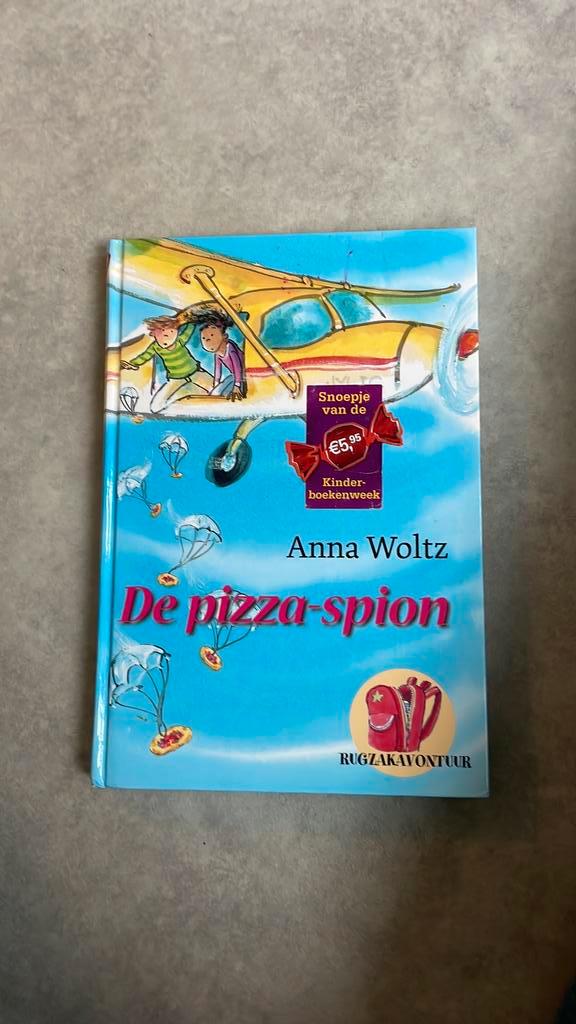 Snoepje
van de
€5,95
Kinder-
boekenweek
Anna Woltz
De pizza-spion
RUGZAKAVONTUUR